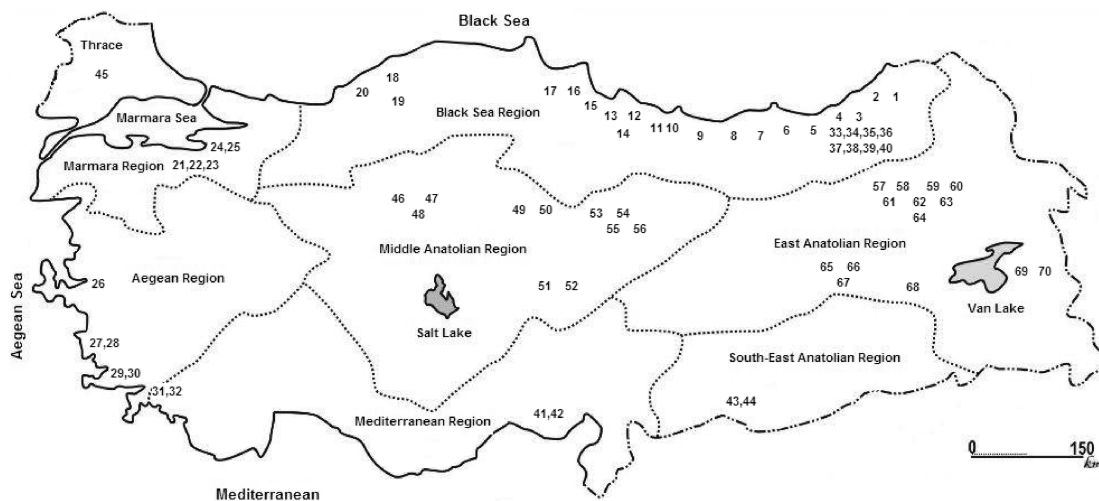 Black Sea
Thrace
45
18
20
19
17 16
15
Black Sea Region
13 12
14
11 10
9 8 7 6 5
2 1
4 3
33,34,35,36
37,38,39,40
Marmara Sea
24,25
Marmara Region 21,22,23
46 47
48
49 50
53 54
55 56
57 58 59 60
61 62 63
64
Middle Anatolian Region
East Anatolian Region
Aegean Sea
26
Aegean Region
51 52
65 66
67
68
69 70
Salt Lake
Van Lake
27,28
29,30
31,32
South-East Anatolian Region
43,44
41,42
Mediterranean Region
0 150
km
Mediterranean